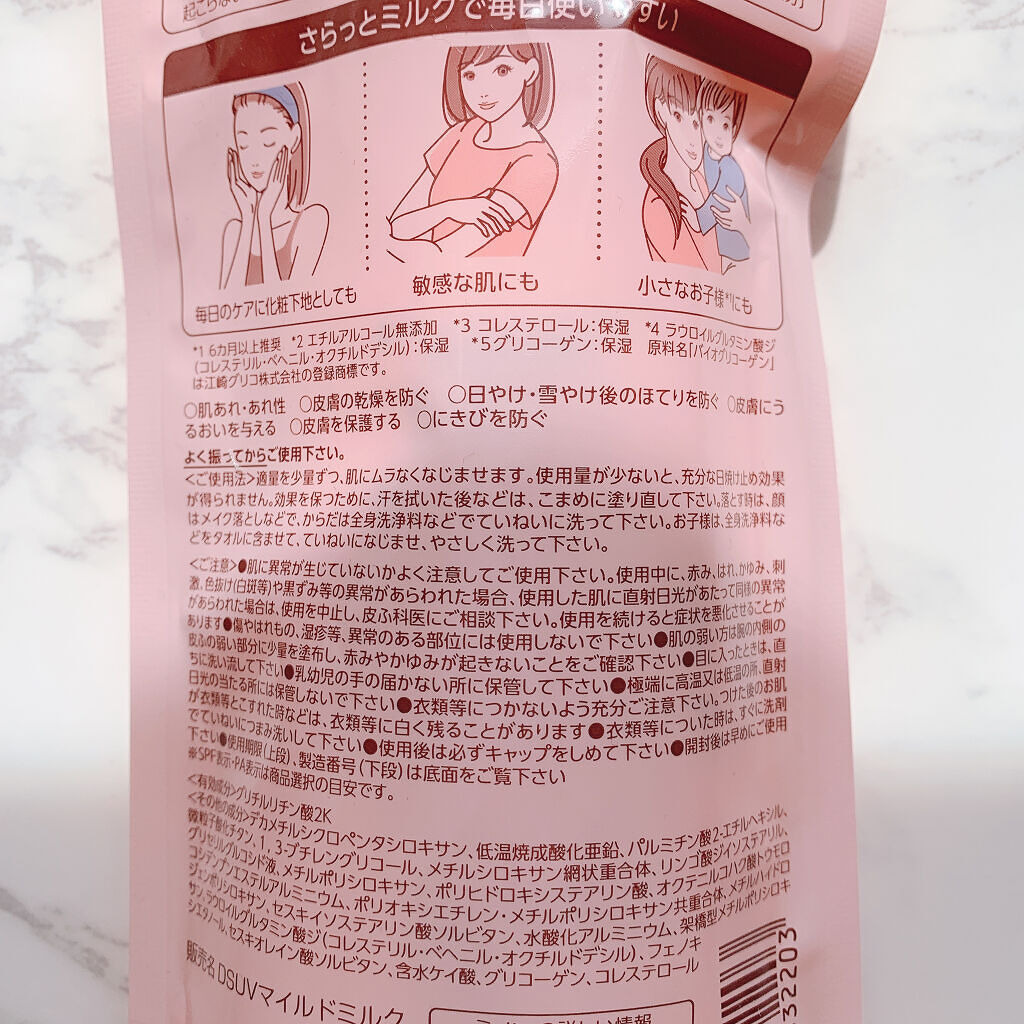 起こらな
さらっとミルクで毎日使いやすい
毎日のケアに化粧下地としても
敏感な肌にも
小さなお子様*1にも
*1 6カ月以上推奨 *2 エチルアルコール無添加 *3 コレステロール：保湿 *4 ラウロイルグルタミン酸ジ
(コレステリル・ベヘニル・オクチルドデシル)：保湿 *5グリコーゲン：保湿 原料名「バイオグリコーゲン」
は江崎グリコ株式会社の登録商標です。
○肌あれ・あれ性 ○皮膚の乾燥を防ぐ ○日やけ・雪やけ後のほてりを防ぐ ○皮膚にう
るおいを与える ○皮膚を保護する ○にきびを防ぐ
よく振ってからご使用下さい。
<ご使用法>適量を少量ずつ、肌にムラなくなじませます。使用量が少ないと、充分な日焼け止め効果
が得られません。効果を保つために、汗を拭いた後などは、こまめに塗り直して下さい。落とす時は、顔
はメイク落としなどで、からだは全身洗浄料などでていねいに洗って下さい。お子様は、全身洗浄料な
どをタオルに含ませて、ていねいになじませ、やさしく洗って下さい。
<ご注意>●肌に異常が生じていないかよく注意してご使用下さい。使用中に、赤み、はれ、かゆみ、刺
激、色抜け(白斑等)や黒ずみ等の異常があらわれた場合、使用した肌に直射日光があたって同様の異常
があらわれた場合は、使用を中止し、皮ふ科医にご相談下さい。使用を続けると症状を悪化させることが
あります●傷やはれもの、湿疹等、異常のある部位には使用しないで下さい●肌の弱い方は腕の内側の
皮ふの弱い部分に少量を塗布し、赤みやかゆみが起きないことをご確認下さい●目に入ったときは、直
ちに洗い流して下さい●乳幼児の手の届かない所に保管して下さい●極端に高温又は低温の所、直射
日光の当たる所には保管しないで下さい●衣類等につかないよう充分ご注意下さい。つけた後のお肌
が衣類等とこすれた時などは、衣類等に白く残ることがあります●衣類等についた時は、すぐに洗剤
でていねいにつまみ洗いして下さい●使用後は必ずキャップをしめて下さい●開封後は早めにご使用
下さい●使用期限(上段)、製造番号(下段)は底面をご覧下さい
※SPF表示・PA表示は商品選択の目安です。
<有効成分>グリチルリチン酸2K
<その他の成分>デカメチルシクロペンタシロキサン、低温焼成酸化亜鉛、パルミチン酸2-エチルヘキシル、
微粒子酸化チタン、1，3-ブチレングリコール、メチルシロキサン網状重合体、リンゴ酸ジイソステアリル、
グリセリルグルコシド液、メチルポリシロキサン、ポリヒドロキシステアリン酸、オクテニルコハク酸トウモロ
コシデンプンエステルアルミニウム、ポリオキシエチレン・メチルポリシロキサン共重合体、メチルハイドロ
ジェンポリシロキサン、セスキイソステアリン酸ソルビタン、水酸化アルミニウム、架橋型メチルポリシロキ
サン、ラウロイルグルタミン酸ジ(コレステリル・ベヘニル・オクチルドデシル)、フェノキ
シエタノール、セスキオレイン酸ソルビタン、含水ケイ酸、グリコーゲン、コレステロール
販売名 DSUVマイルドミルク
32203